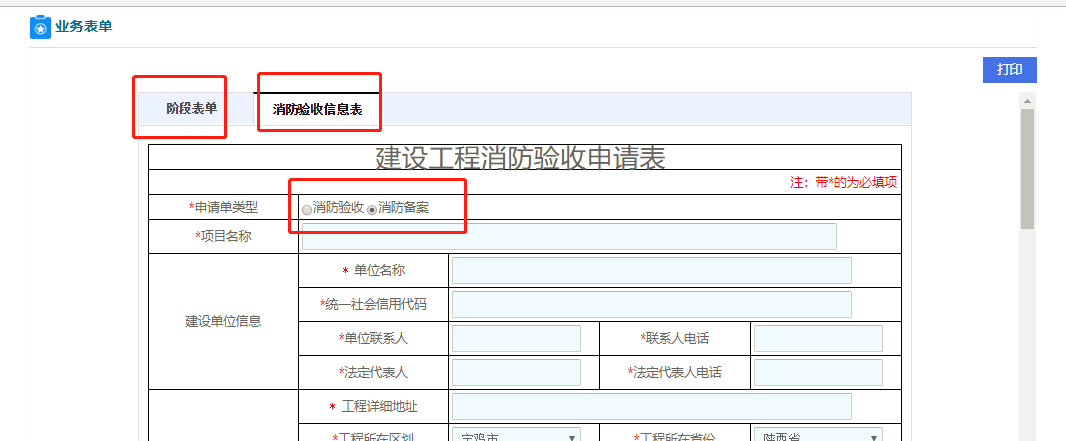 业务表单
打印
阶段表单 消防验收信息表
建设工程消防验收申请表
注：带*的为必填项
*申请单类型 消防验收 消防备案
*项目名称
* 单位名称
*统一社会信用代码
建设单位信息
*单位联系人 *联系人电话
*法定代表人 *法定代表人电话
* 工程详细地址
*工程所在区划 宝鸡市 *工程所在省份 陕西省